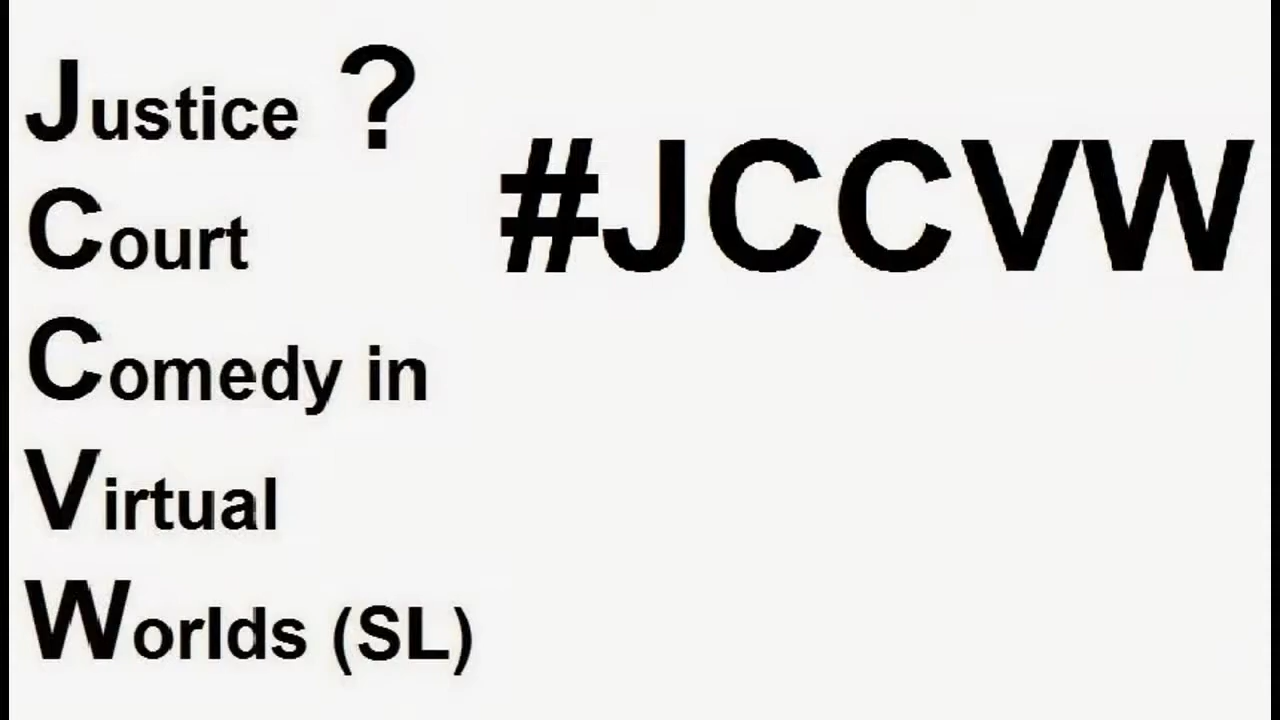 Justice ?
#JCCVW
Court
Comedy in
Virtual
Worlds (SL)